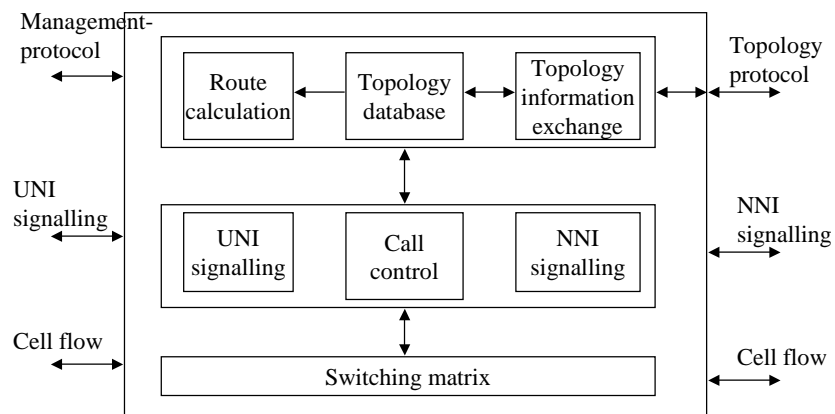 Management-
protocol
Route
calculation
Topology
database
Topology
information
exchange
Topology
protocol
UNI
signalling
UNI
signalling
Call
control
NNI
signalling
NNI
signalling
Cell flow
Switching matrix
Cell flow